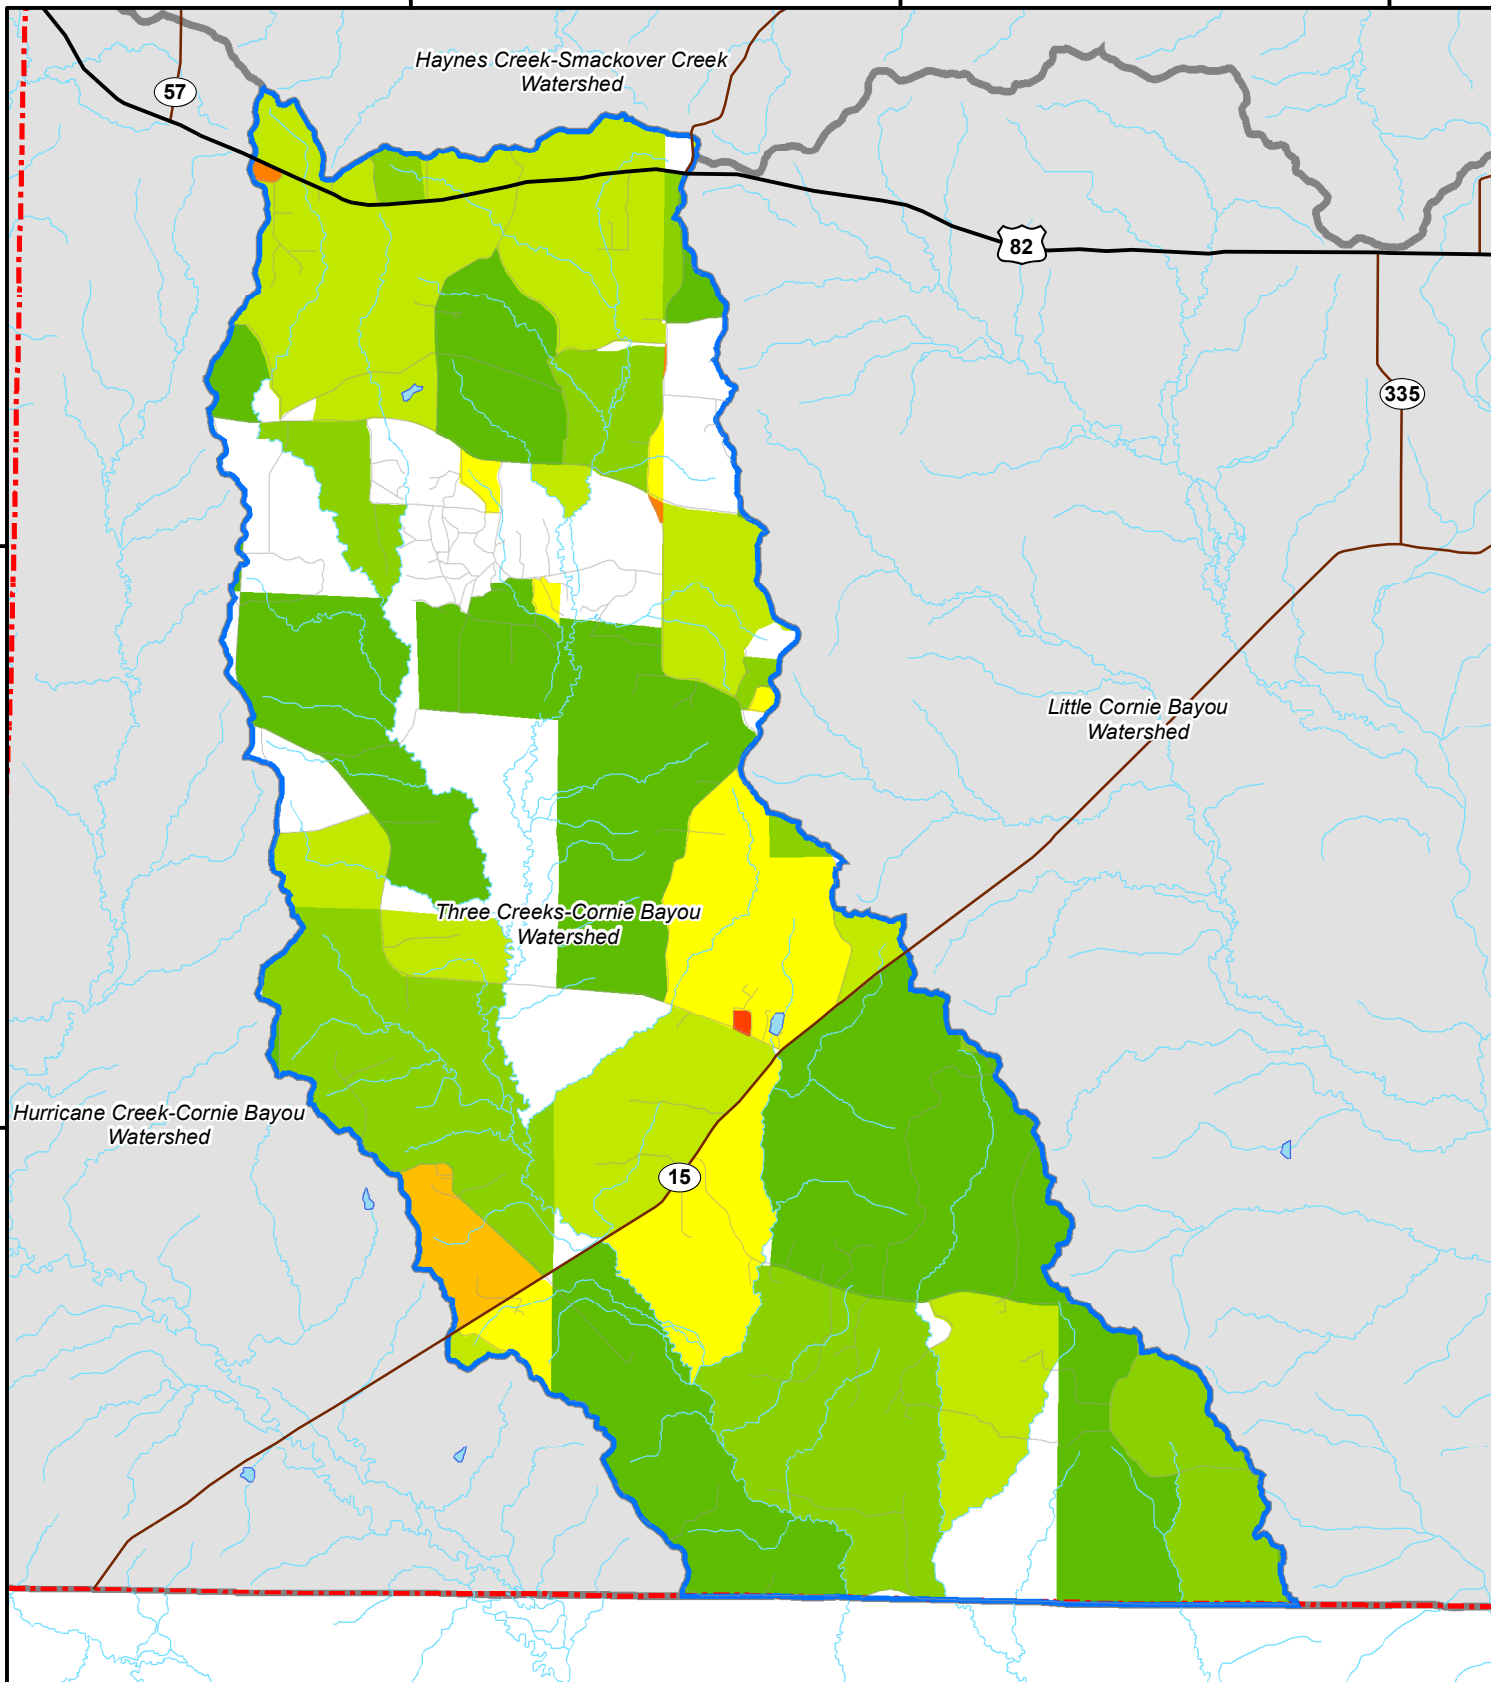 Haynes Creek-Smackover Creek
Watershed
57
82
335
Little Cornie Bayou
Watershed
Three Creeks-Cornie Bayou
Watershed
Hurricane Creek-Cornie Bayou
Watershed
15